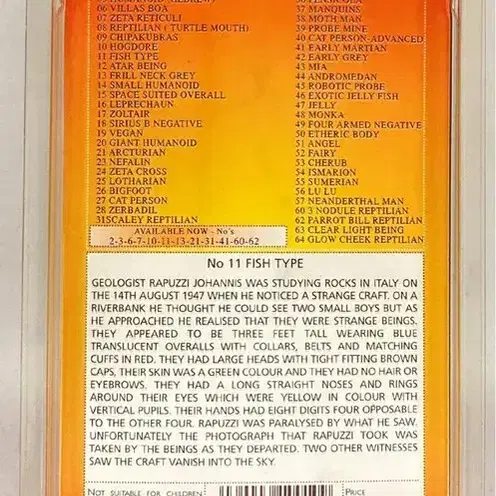 06 VILLAS BOA
07 ZETA RETICULI
08 REPTILIAN ( TURTLE MOUTH)
09 CHIPAKUBRAS
10 HOGDORE
11 FISH TYPE
12 ATAR BEING
13 FRILL NECK GREY
14 SMALL HUMANOID
15 SPACE SUITED OVERALL
16 LEPRECHAUN
17 ZOLTAIR
18 SIRIUS B NEGATIVE
19 VEGAN
20 GIANT HUMANOID
21 ARCTURIAN
23 NEFALIN
24 ZETA CROSS
25 LOTHARIAN
26 BIGFOOT
27 CAT PERSON
28 ZERBADIL
31SCALEY REPTILIAN
37 MANQUINS
38 MOTH MAN
39 PROBE MINE
40 CAT PERSON-ADVANCED
41 EARLY MARTIAN
42 EARLY GREY
43 MIA
44 ANDROMEDAN
45 ROBOTIC PROBE
46 EXOTIC JELLY FISH
47 JELLY
48 MONKA
49 FOUR ARMED NEGATIVE
50 ETHERIC BODY
51 ANGEL
52 FAIRY
53 CHERUB
54 ISMARION
55 SUMERIAN
56 LU LU
57 NEANDERTHAL MAN
60 3 NODULE REPTILIAN
62 PARROT BILL REPTILIAN
63 CLEAR LIGHT BEING
64 GLOW CHEEK REPTILIAN
AVAILABLE NOW - No's
2-3-6-7-10-11-13-21-31-41-60-62
No 11 FISH TYPE
GEOLOGIST RAPUZZI JOHANNIS WAS STUDYING ROCKS IN ITALY ON
THE 14TH AUGUST 1947 WHEN HE NOTICED A STRANGE CRAFT. ON A
RIVERBANK HE THOUGHT HE COULD SEE TWO SMALL BOYS BUT AS
HE APPROACHED HE REALISED THAT THEY WERE STRANGE BEINGS.
THEY APPEARED TO BE THREE FEET TALL WEARING BLUE
TRANSLUCENT OVERALLS WITH COLLARS, BELTS AND MATCHING
CUFFS IN RED. THEY HAD LARGE HEADS WITH TIGHT FITTING BROWN
CAPS, THEIR SKIN WAS A GREEN COLOUR AND THEY HAD NO HAIR OR
EYEBROWS. THEY HAD A LONG STRAIGHT NOSES AND RINGS
AROUND THEIR EYES WHICH WERE YELLOW IN COLOUR WITH
VERTICAL PUPILS. THEIR HANDS HAD EIGHT DIGITS FOUR OPPOSABLE
TO THE OTHER FOUR. RAPUZZI WAS PARALYSED BY WHAT HE SAW.
UNFORTUNATELY THE PHOTOGRAPH THAT RAPUZZI TOOK WAS
TAKEN BY THE BEINGS AS THEY DEPARTED. TWO OTHER WITNESSES
SAW THE CRAFT VANISH INTO THE SKY.
NOT SUITABLE FOR CHILDREN
PRICE